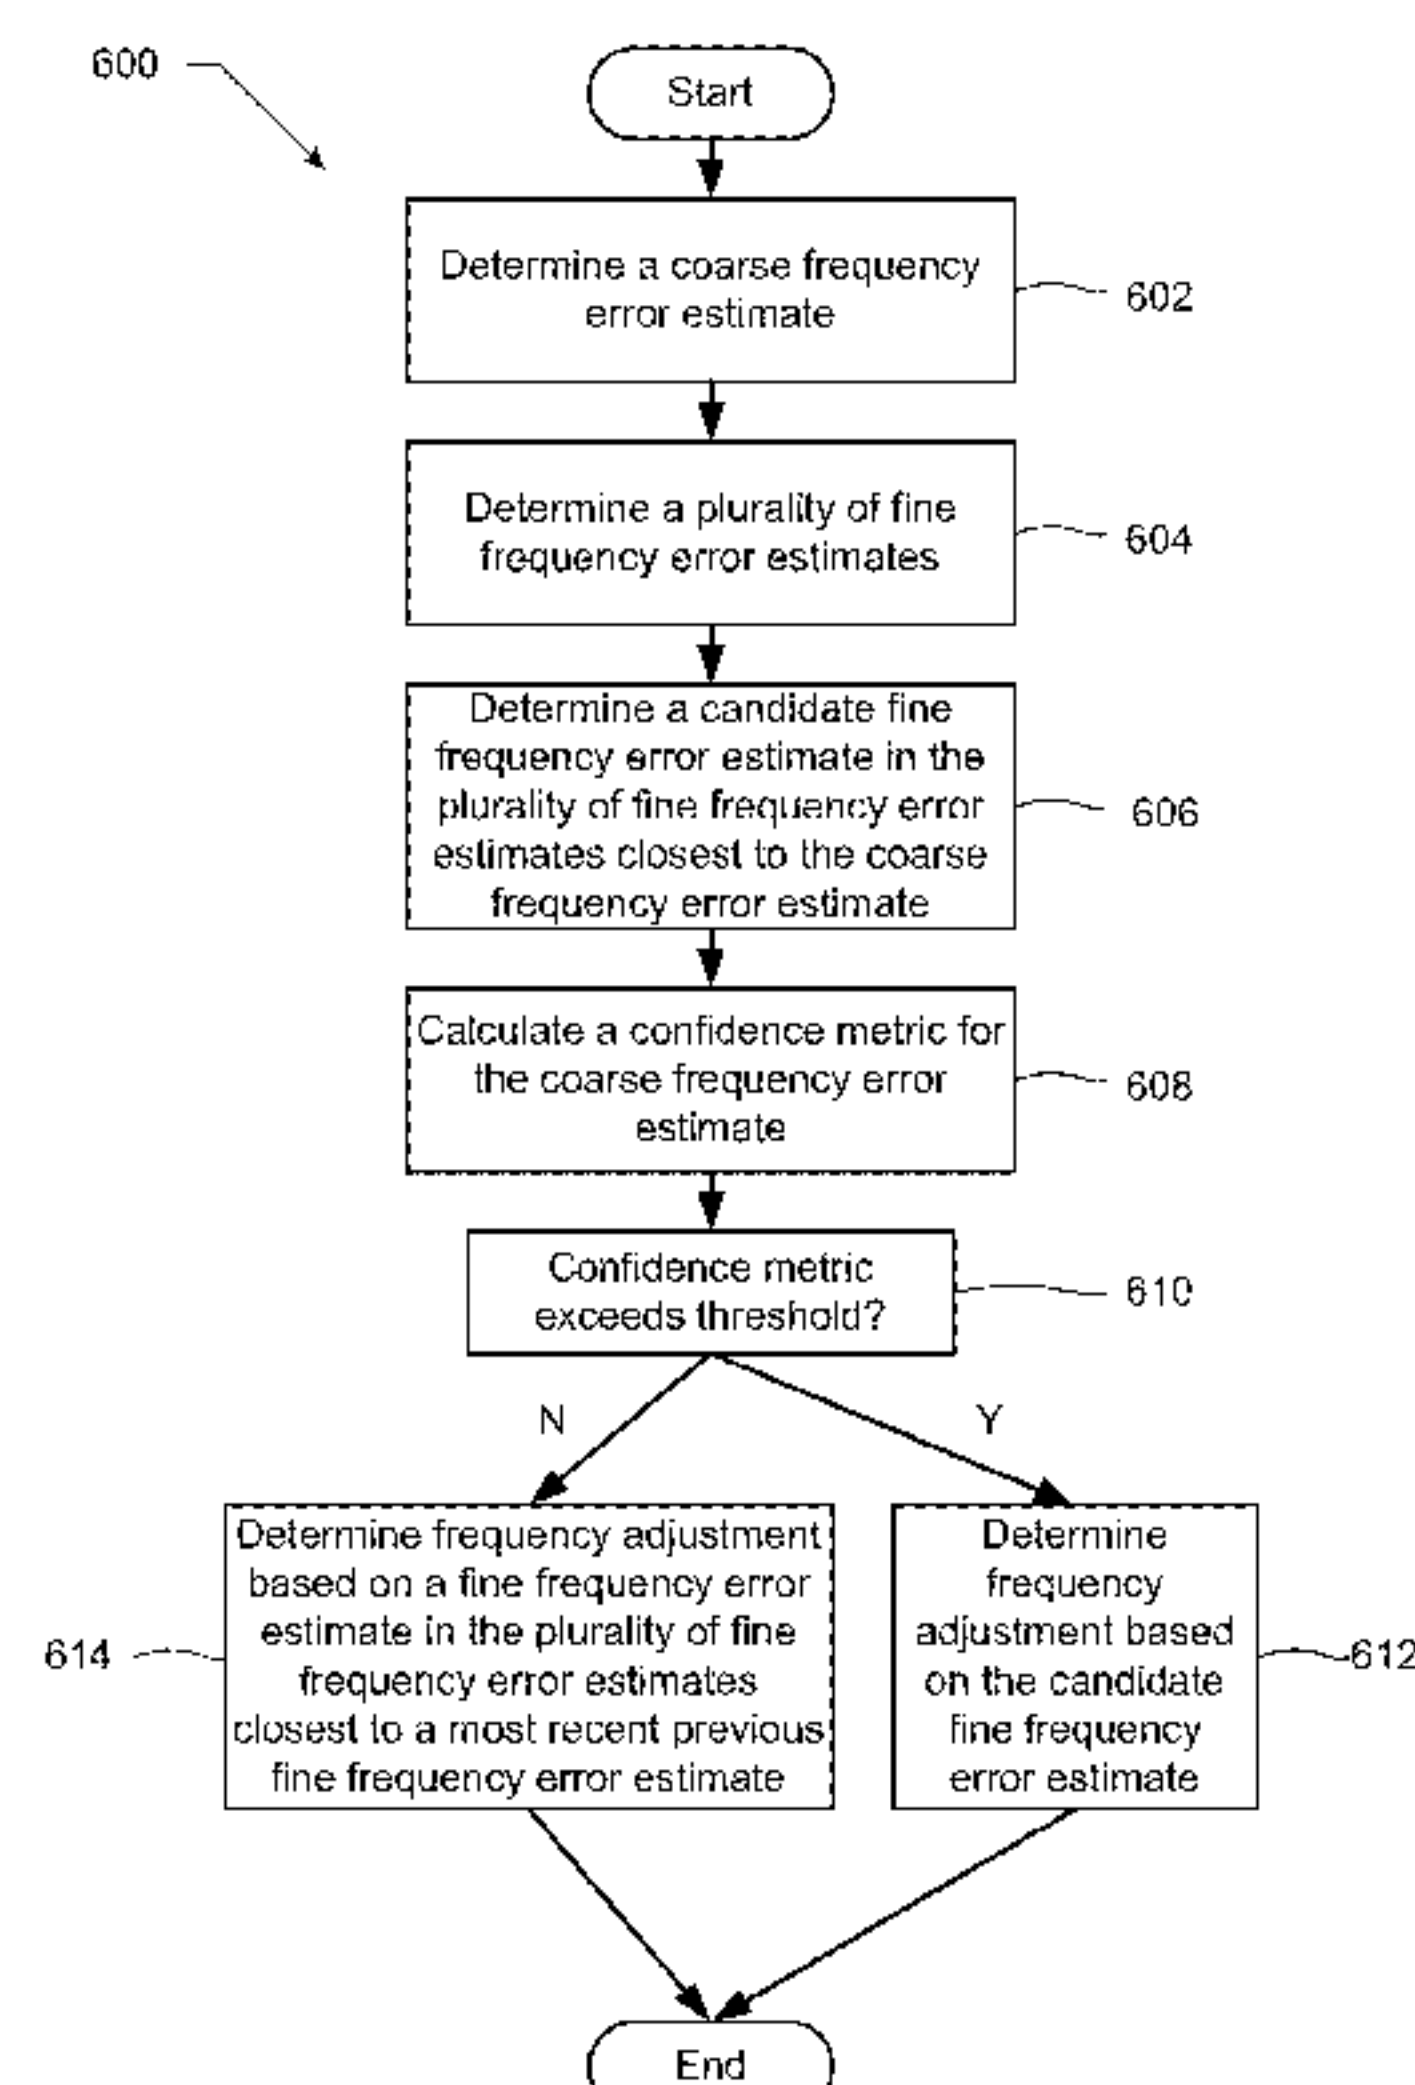 600
Start
Determine a coarse frequency
error estimate
602
Determine a plurality of fine
frequency error estimates
604
Determine a candidate fine
frequency error estimate in the
plurality of fine frequency error
estimates closest to the coarse
frequency error estimate
606
Calculate a confidence metric for
the coarse frequency error
estimate
608
Confidence metric
exceeds threshold?
610
N
Y
Determine frequency adjustment
based on a fine frequency error
estimate in the plurality of fine
frequency error estimates
closest to a most recent previous
fine frequency error estimate
614
Determine
frequency
adjustment based
on the candidate
fine frequency
error estimate
612
End